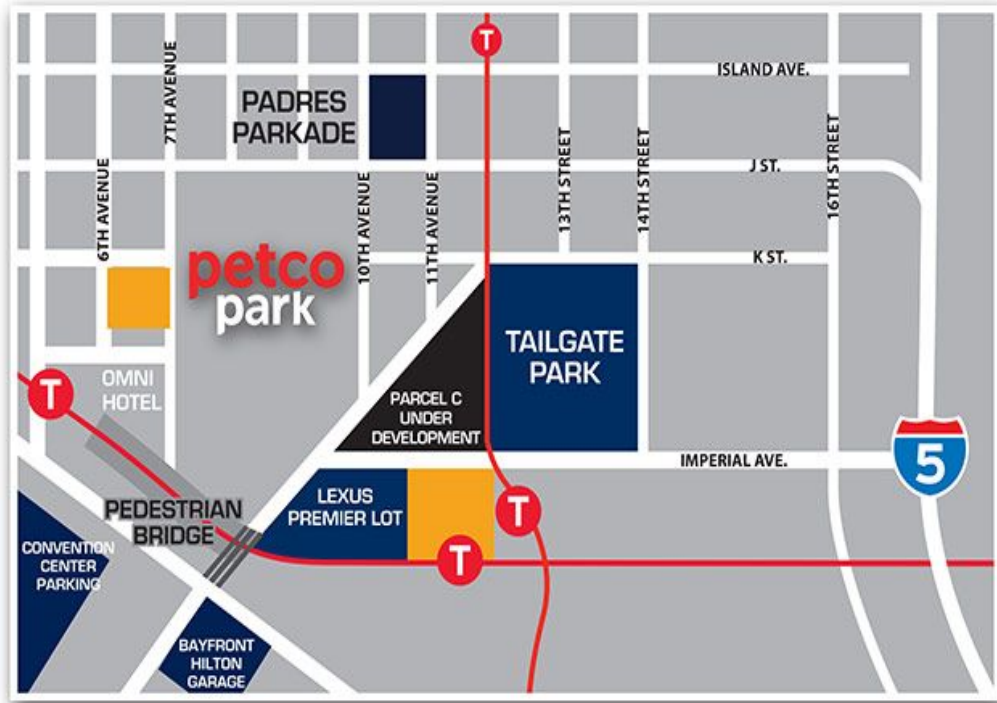 T
ISLAND AVE.
7TH AVENUE
PADRES
PARKADE
13TH STREET
14TH STREET
16TH STREET
J ST.
6TH AVENUE
10TH AVENUE
11TH AVENUE
K ST.
petco
park
TAILGATE
PARK
OMNI
HOTEL
T
PARCEL C
UNDER
DEVELOPMENT
IMPERIAL AVE.
5
LEXUS
PREMIER LOT
T
PEDESTRIAN
BRIDGE
T
CONVENTION
CENTER
PARKING
BAYFRONT
HILTON
GARAGE